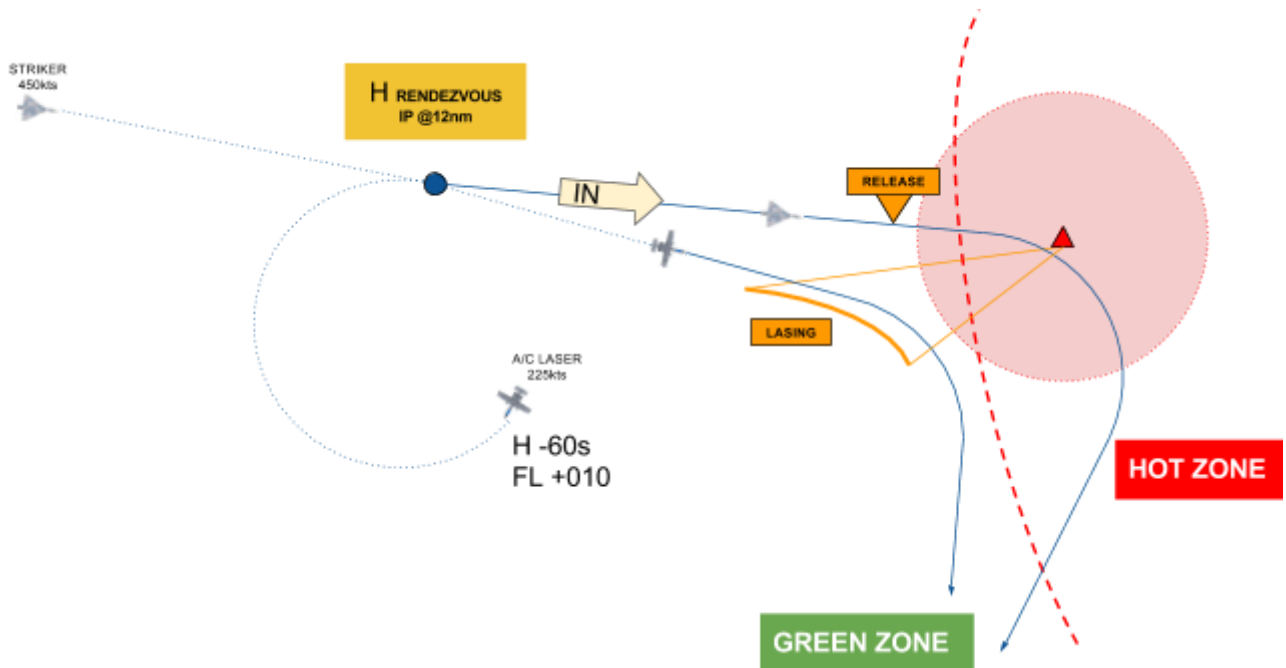 STRIKER
450kts
H RENDEZVOUS
IP @12nm
IN
RELEASE
LASING
A/C LASER
225kts
H -60s
FL +010
HOT ZONE
GREEN ZONE